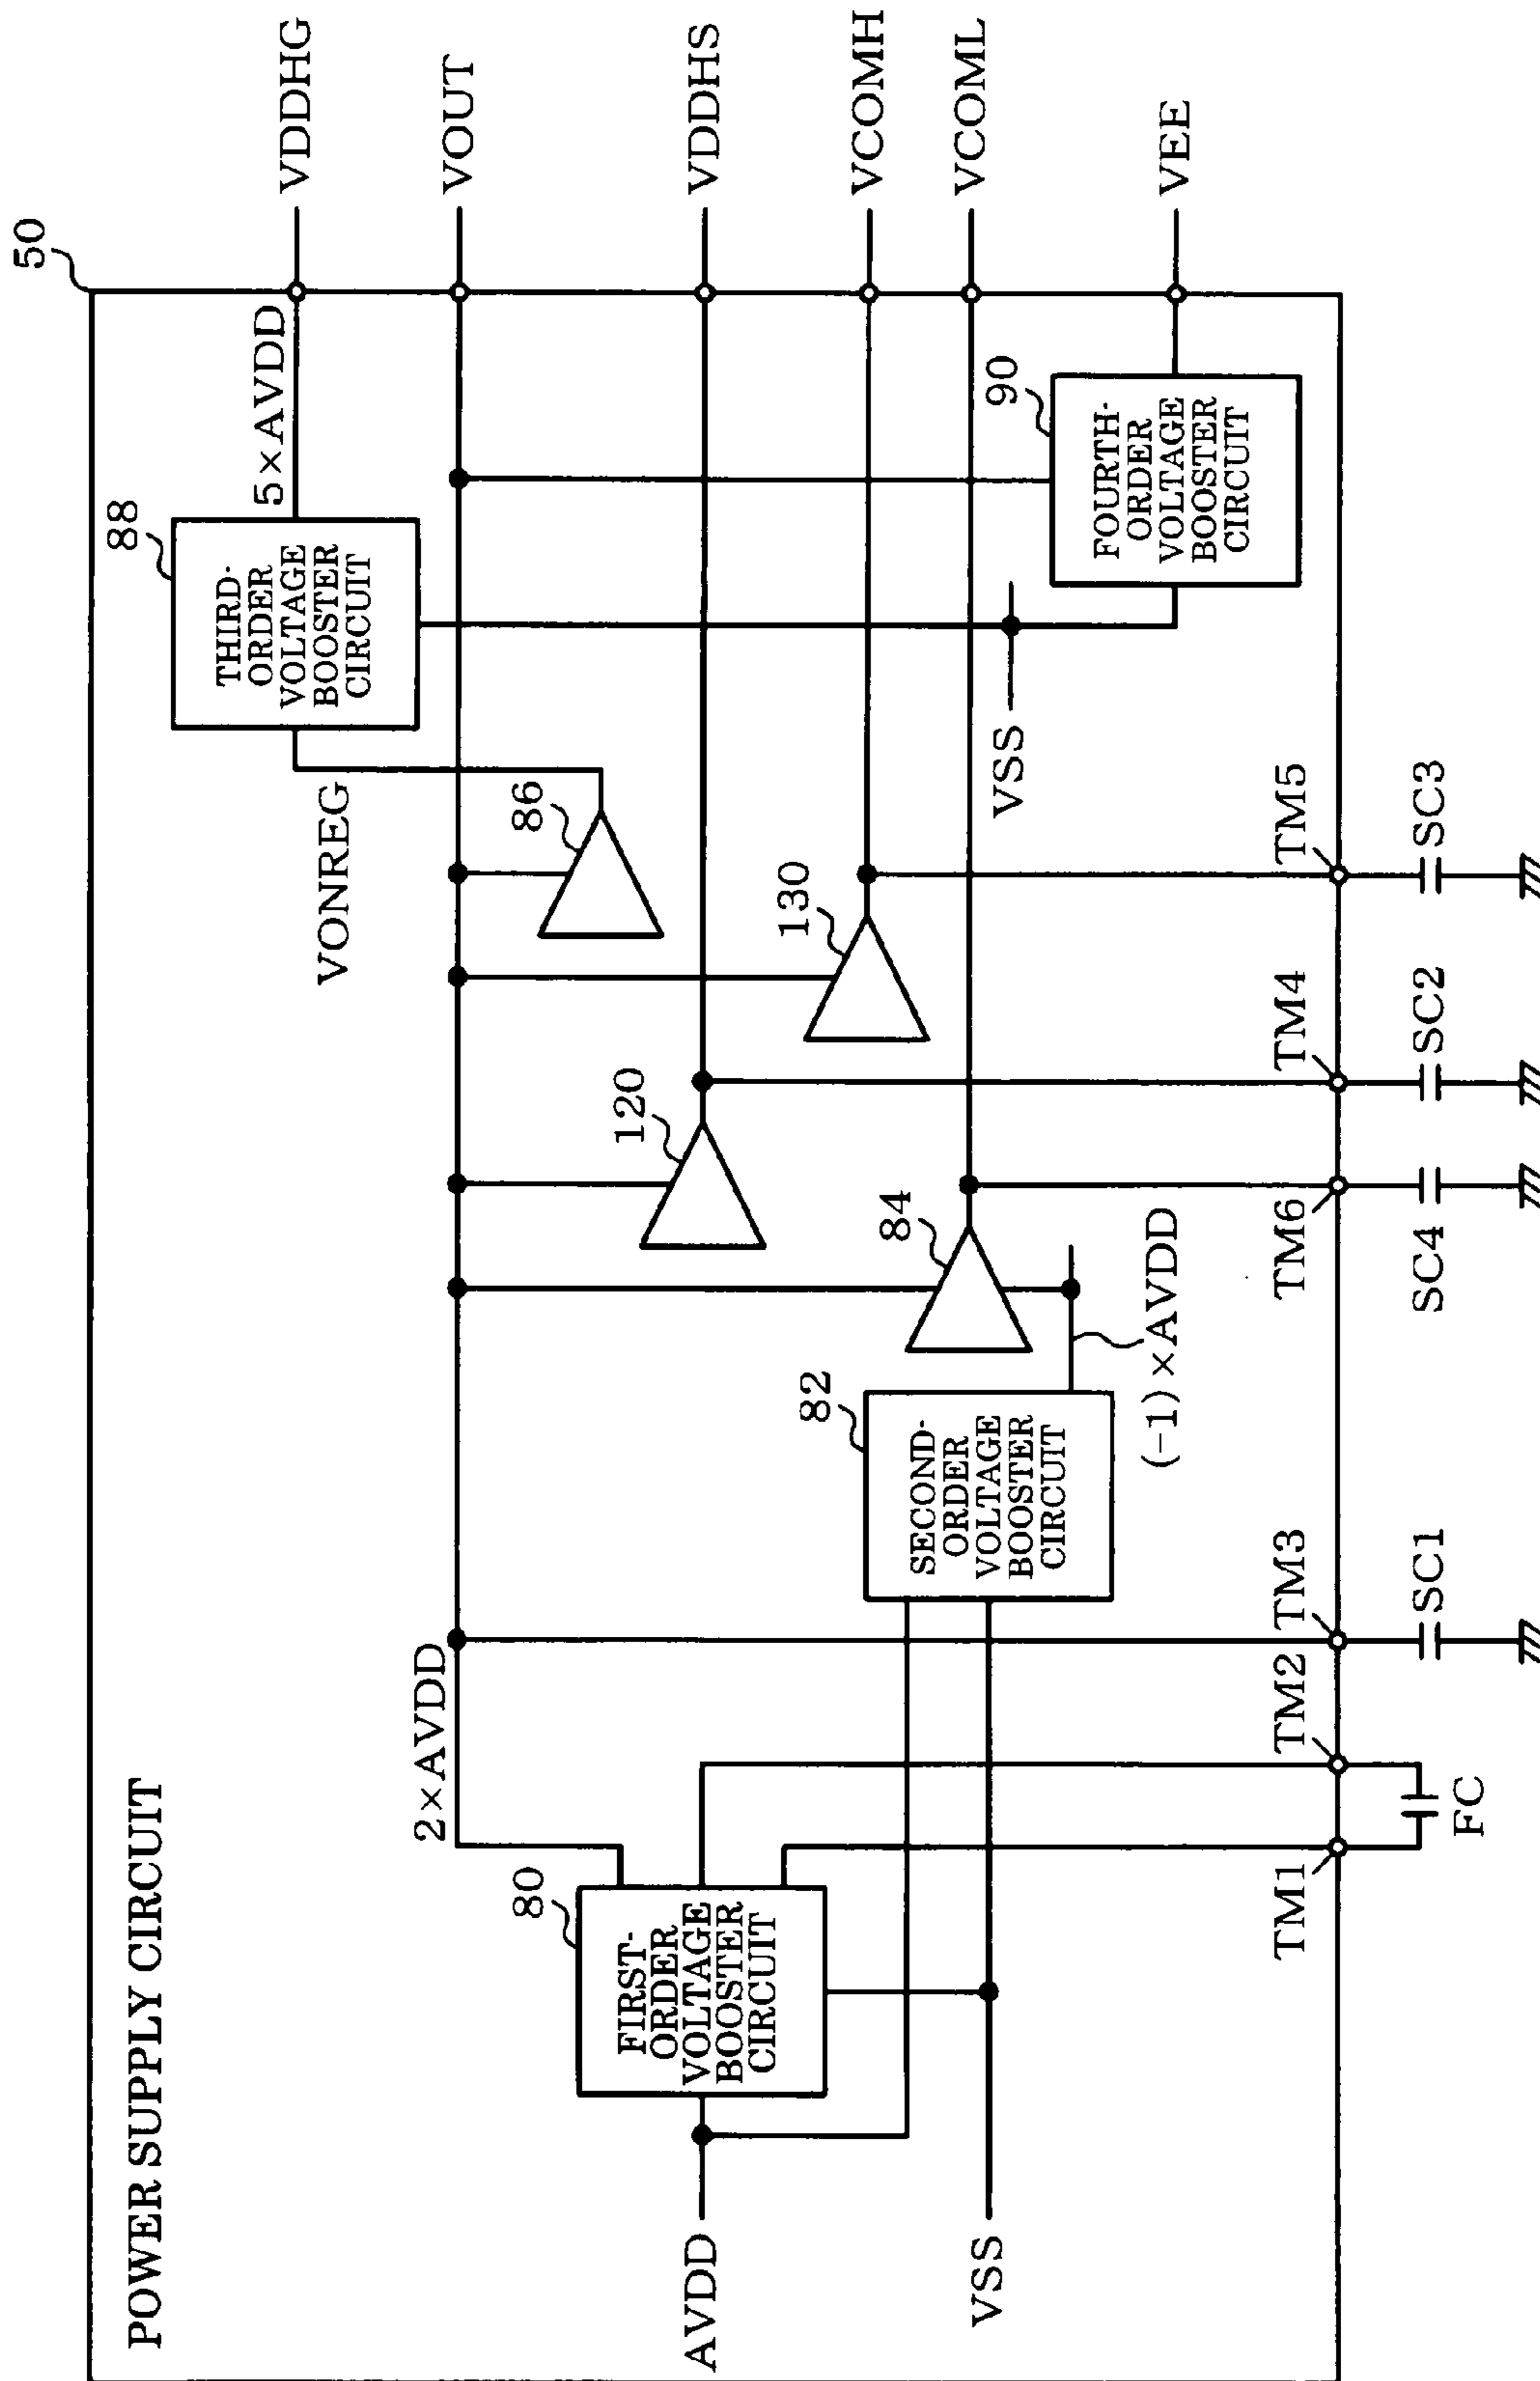 POWER SUPPLY CIRCUIT
50
88
THIRD-
ORDER
VOLTAGE
BOOSTER
CIRCUIT
5×AVDD
VDDHG
VONREG
2×AVDD
VOUT
86
80
FIRST-
ORDER
VOLTAGE
BOOSTER
CIRCUIT
120
VDDHS
AVDD
130
VCOMH
82
SECOND-
ORDER
VOLTAGE
BOOSTER
CIRCUIT
84
VCOML
VSS
VSS
90
FOURTH-
ORDER
VOLTAGE
BOOSTER
CIRCUIT
VEE
(−1)×AVDD
TM1
TM2
TM3
TM6
TM4
TM5
FC
SC1
SC4
SC2
SC3